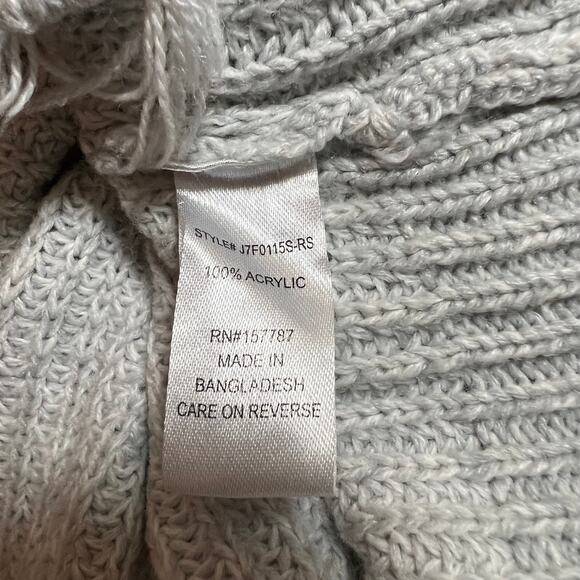 STYLE# J7F0115S-RS
100% ACRYLIC
RN#157787
MADE IN
BANGLADESH
CARE ON REVERSE